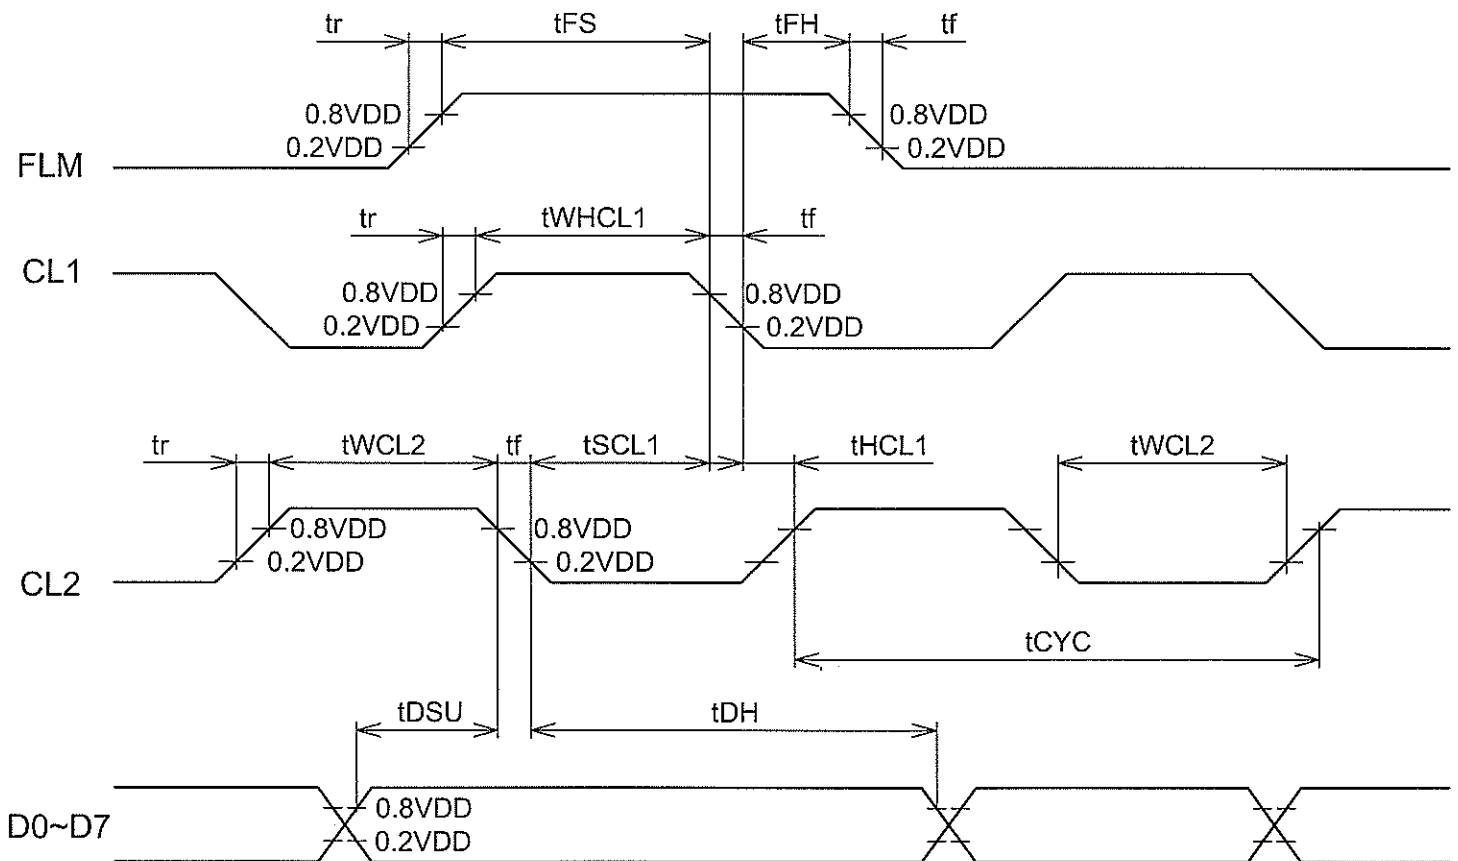 tr tFS tFH tf
0.8VDD 0.8VDD
0.2VDD 0.2VDD
FLM
tr tWHCL1 tf
CL1
0.8VDD 0.8VDD
0.2VDD 0.2VDD
tr tWCL2 tf tSCL1 tHCL1 tWCL2
0.8VDD 0.8VDD
0.2VDD 0.2VDD
CL2
tCYC
tDSU tDH
0.8VDD
D0~D7
0.2VDD